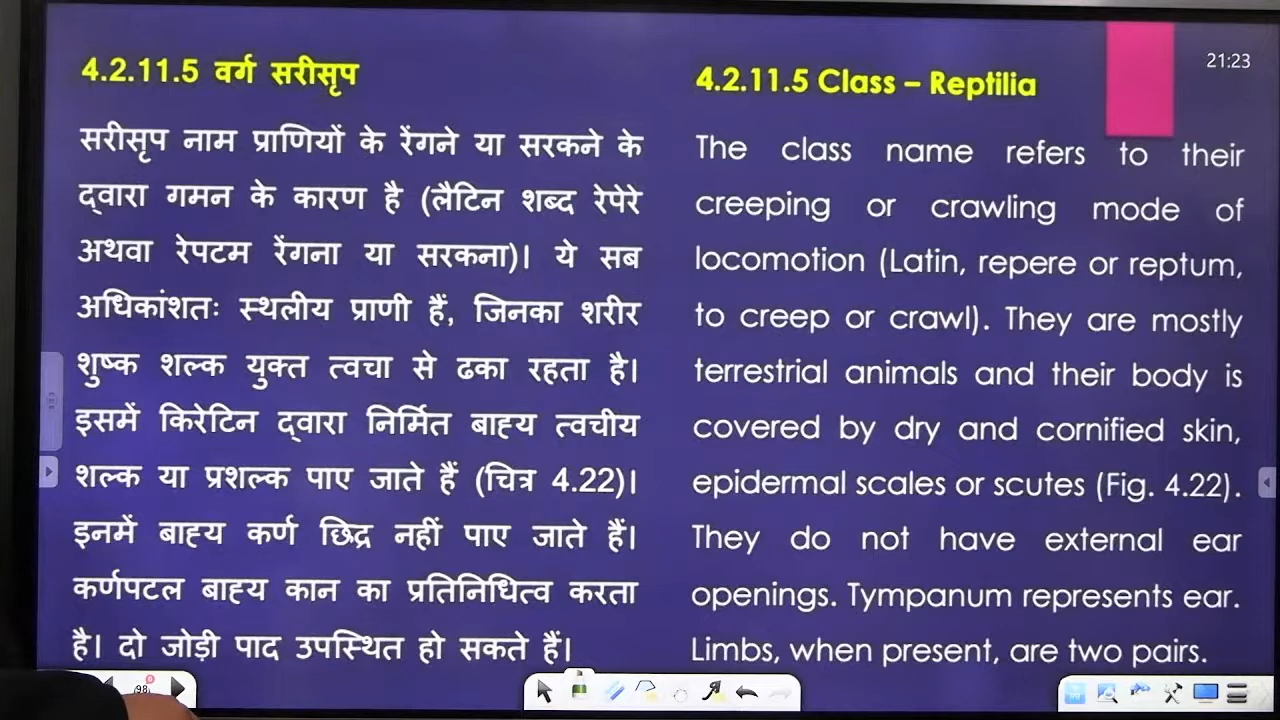 4.2.11.5 वर्ग सरीसृप
सरीसृप नाम प्राणियों के रेंगने या सरकने के
द्वारा गमन के कारण है (लैटिन शब्द रेपेरे
अथवा रेपटम रेंगना या सरकना)। ये सब
अधिकांशतः स्थलीय प्राणी हैं, जिनका शरीर
शुष्क शल्क युक्त त्वचा से ढका रहता है।
इसमें किरेटिन द्वारा निर्मित बाह्य त्वचीय
शल्क या प्रशल्क पाए जाते हैं (चित्र 4.22)।
इनमें बाह्य कर्ण छिद्र नहीं पाए जाते हैं।
कर्णपटल बाह्य कान का प्रतिनिधित्व करता
है। दो जोड़ी पाद उपस्थित हो सकते हैं।
4.2.11.5 Class – Reptilia
The class name refers to their
creeping or crawling mode of
locomotion (Latin, repere or reptum,
to creep or crawl). They are mostly
terrestrial animals and their body is
covered by dry and cornified skin,
epidermal scales or scutes (Fig. 4.22).
They do not have external ear
openings. Tympanum represents ear.
Limbs, when present, are two pairs.
21:23